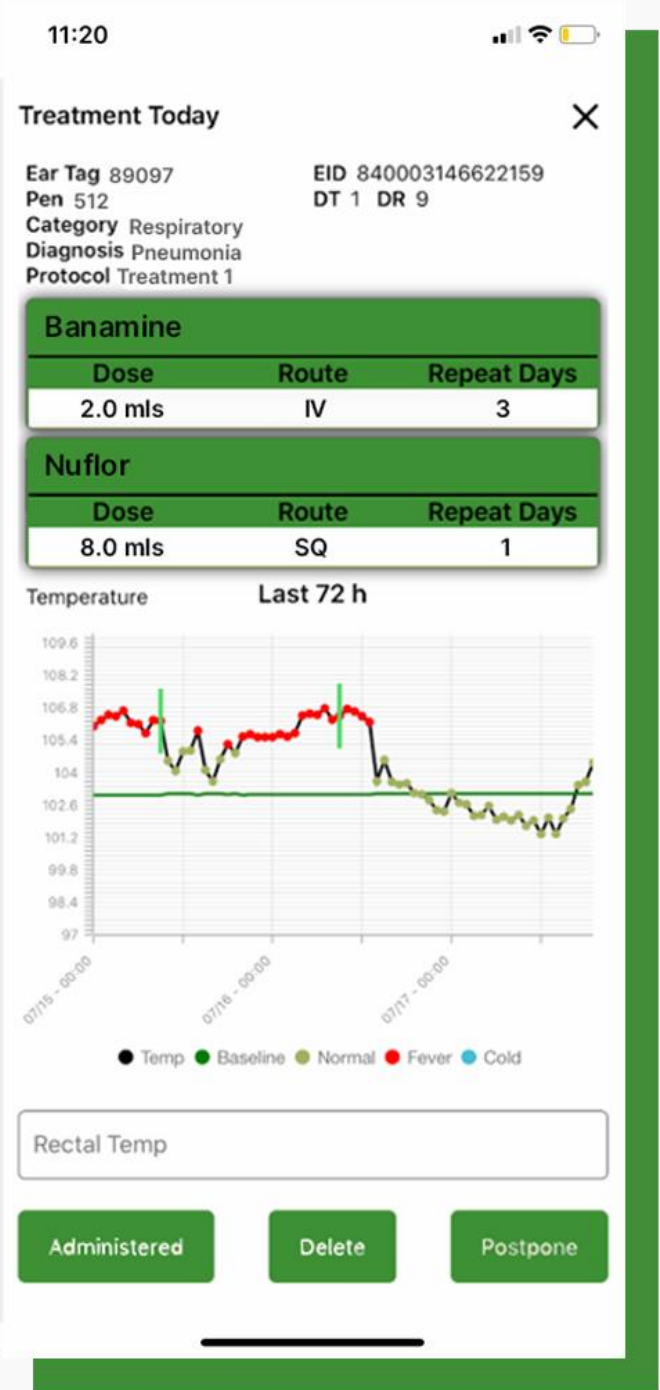 11:20
Treatment Today
Ear Tag 89097 EID 840003146622159
Pen 512 DT 1 DR 9
Category Respiratory
Diagnosis Pneumonia
Protocol Treatment 1
Banamine
Dose Route Repeat Days
2.0 mls IV 3
Nuflor
Dose Route Repeat Days
8.0 mls SQ 1
Temperature Last 72 h
109.6
108.2
106.8
105.4
104
102.6
101.2
99.8
98.4
97
07/15 - 00:00 07/16 - 00:00 07/17 - 00:00
Temp Baseline Normal Fever Cold
Rectal Temp
Administered Delete Postpone